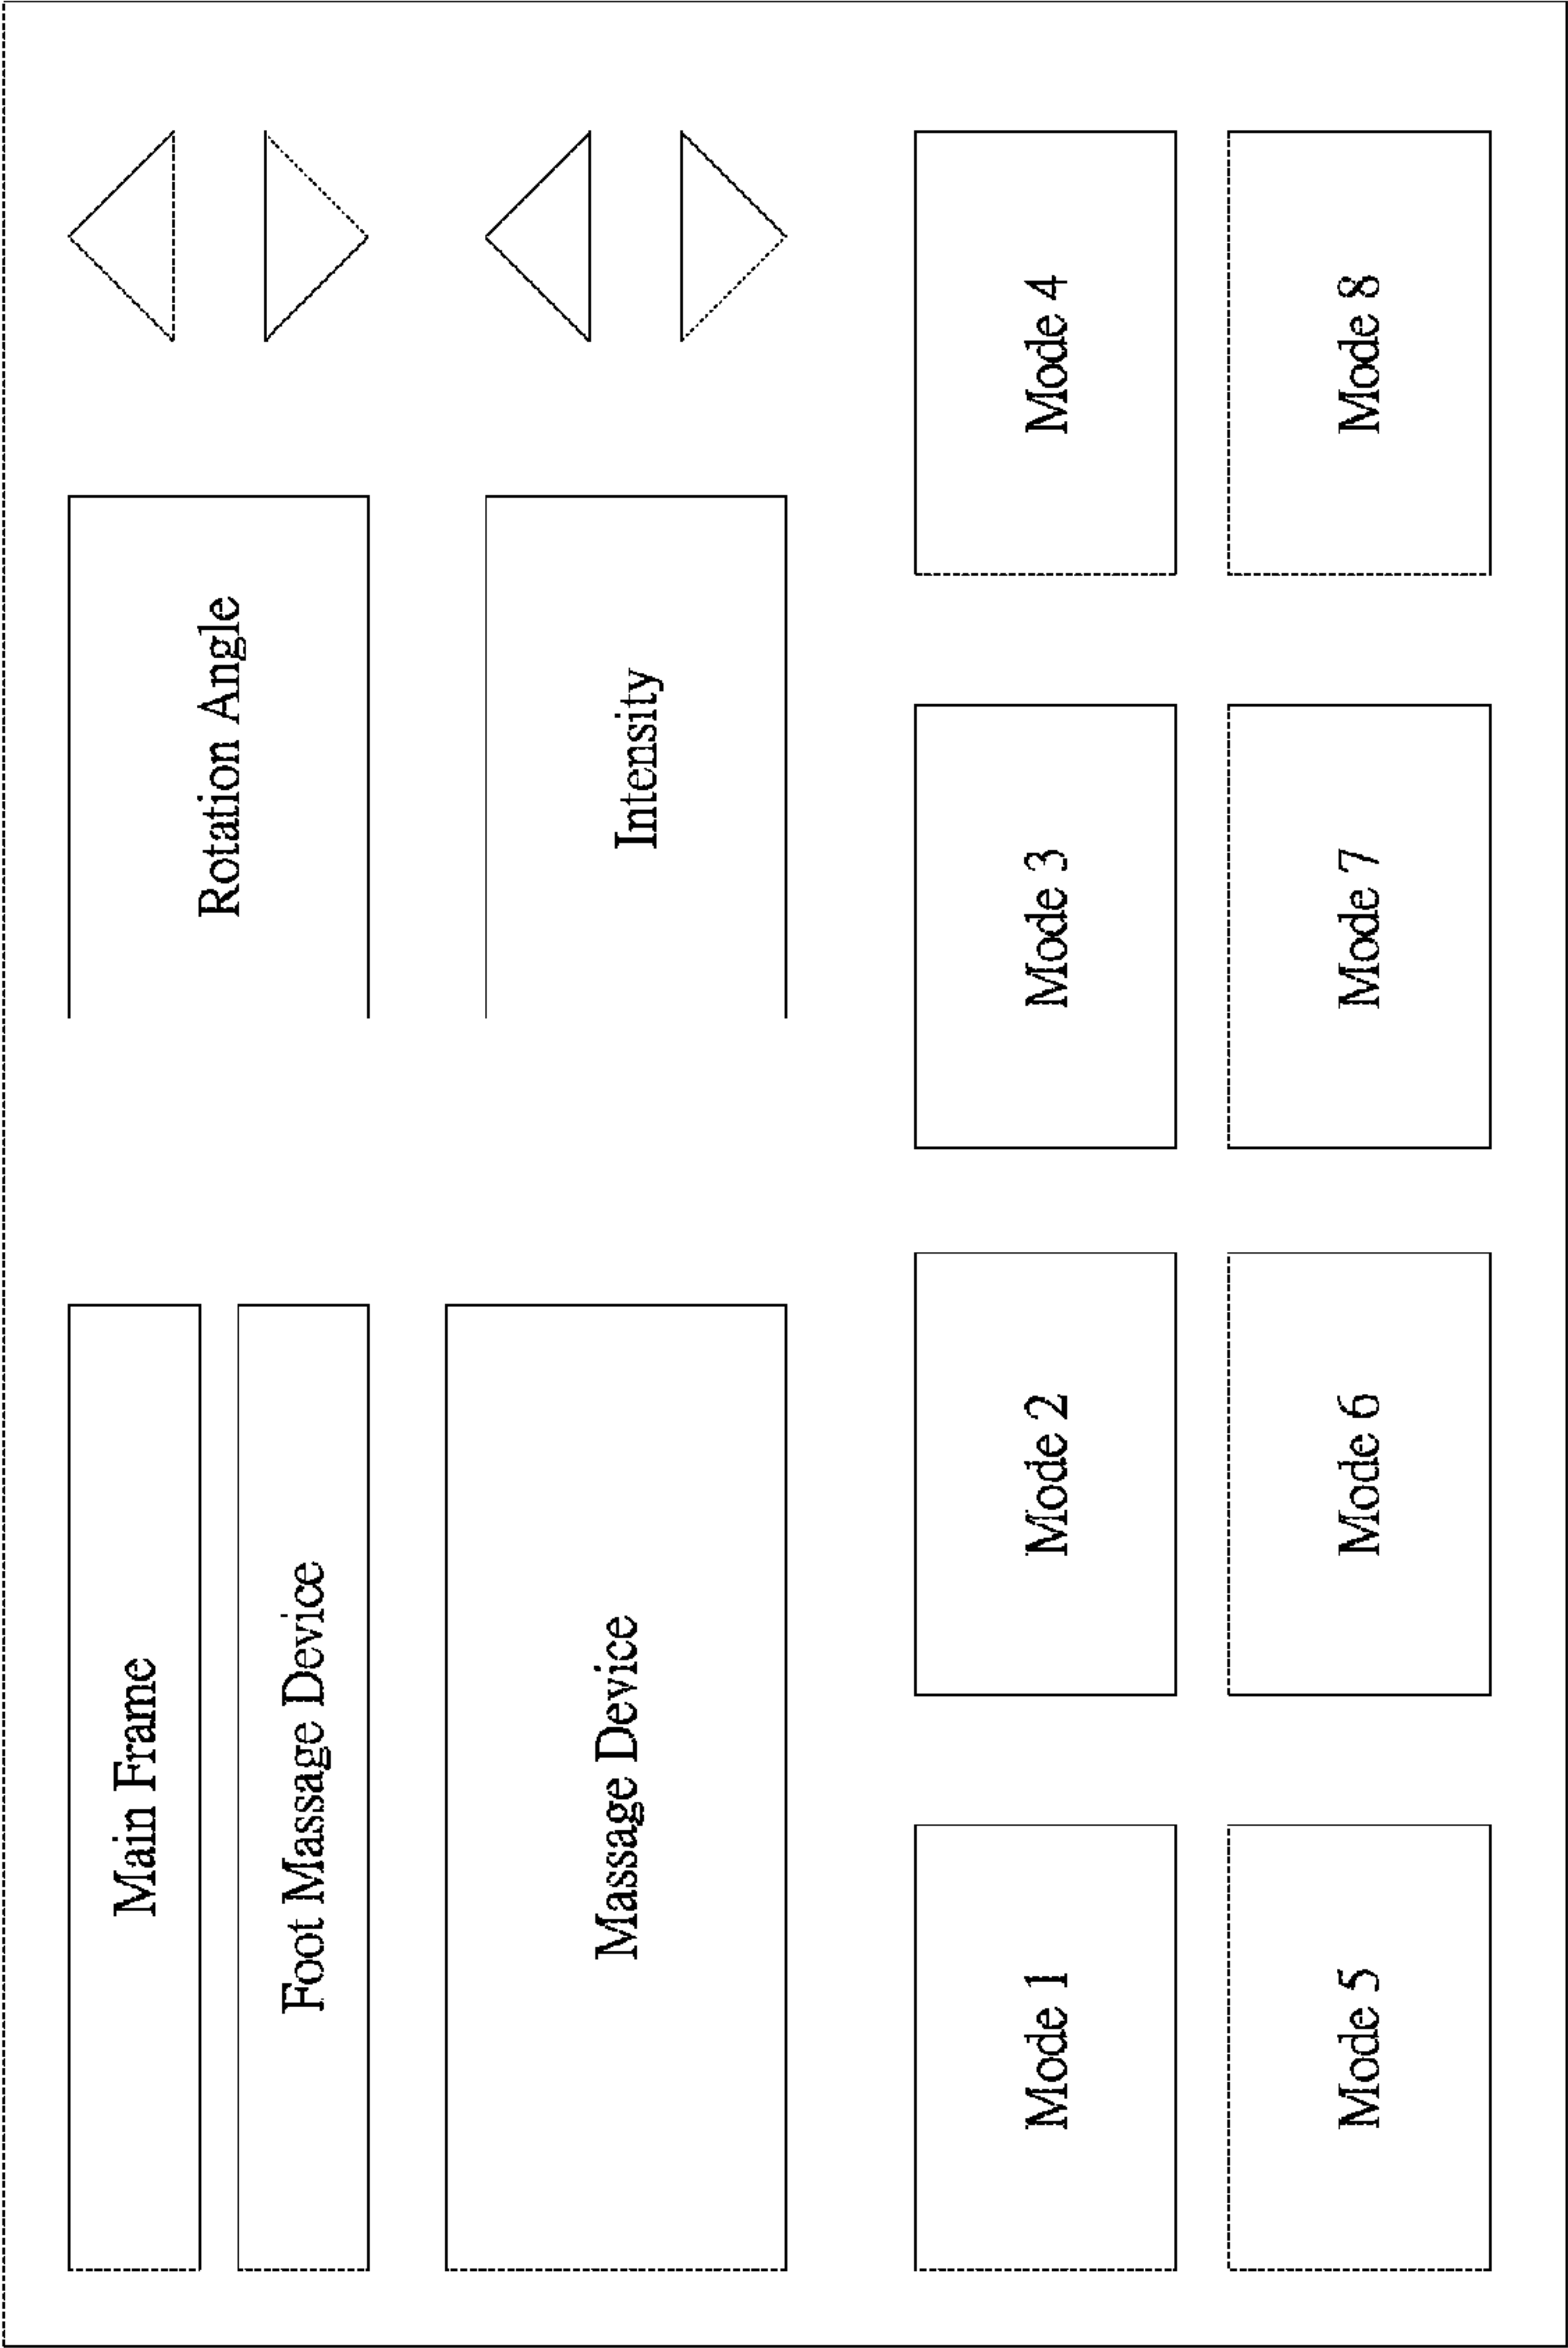 Main Frame
Rotation Angle
Foot Massage Device
Massage Device
Intensity
Mode 1
Mode 2
Mode 3
Mode 4
Mode 5
Mode 6
Mode 7
Mode 8